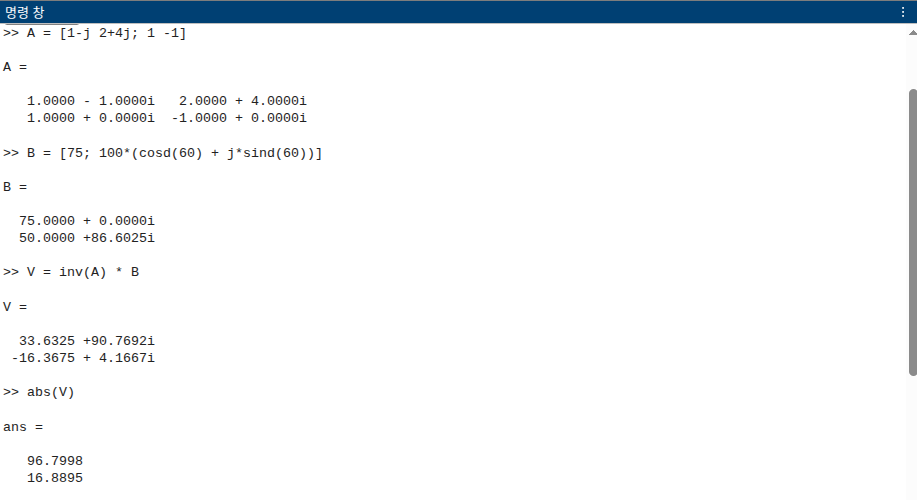 명령 창
>> A = [1-j 2+4j; 1 -1]
A =
1.0000 - 1.0000i   2.0000 + 4.0000i
1.0000 + 0.0000i  -1.0000 + 0.0000i
>> B = [75; 100*(cosd(60) + j*sind(60))]
B =
75.0000 + 0.0000i
50.0000 +86.6025i
>> V = inv(A) * B
V =
33.6325 +90.7692i
-16.3675 + 4.1667i
>> abs(V)
ans =
96.7998
16.8895